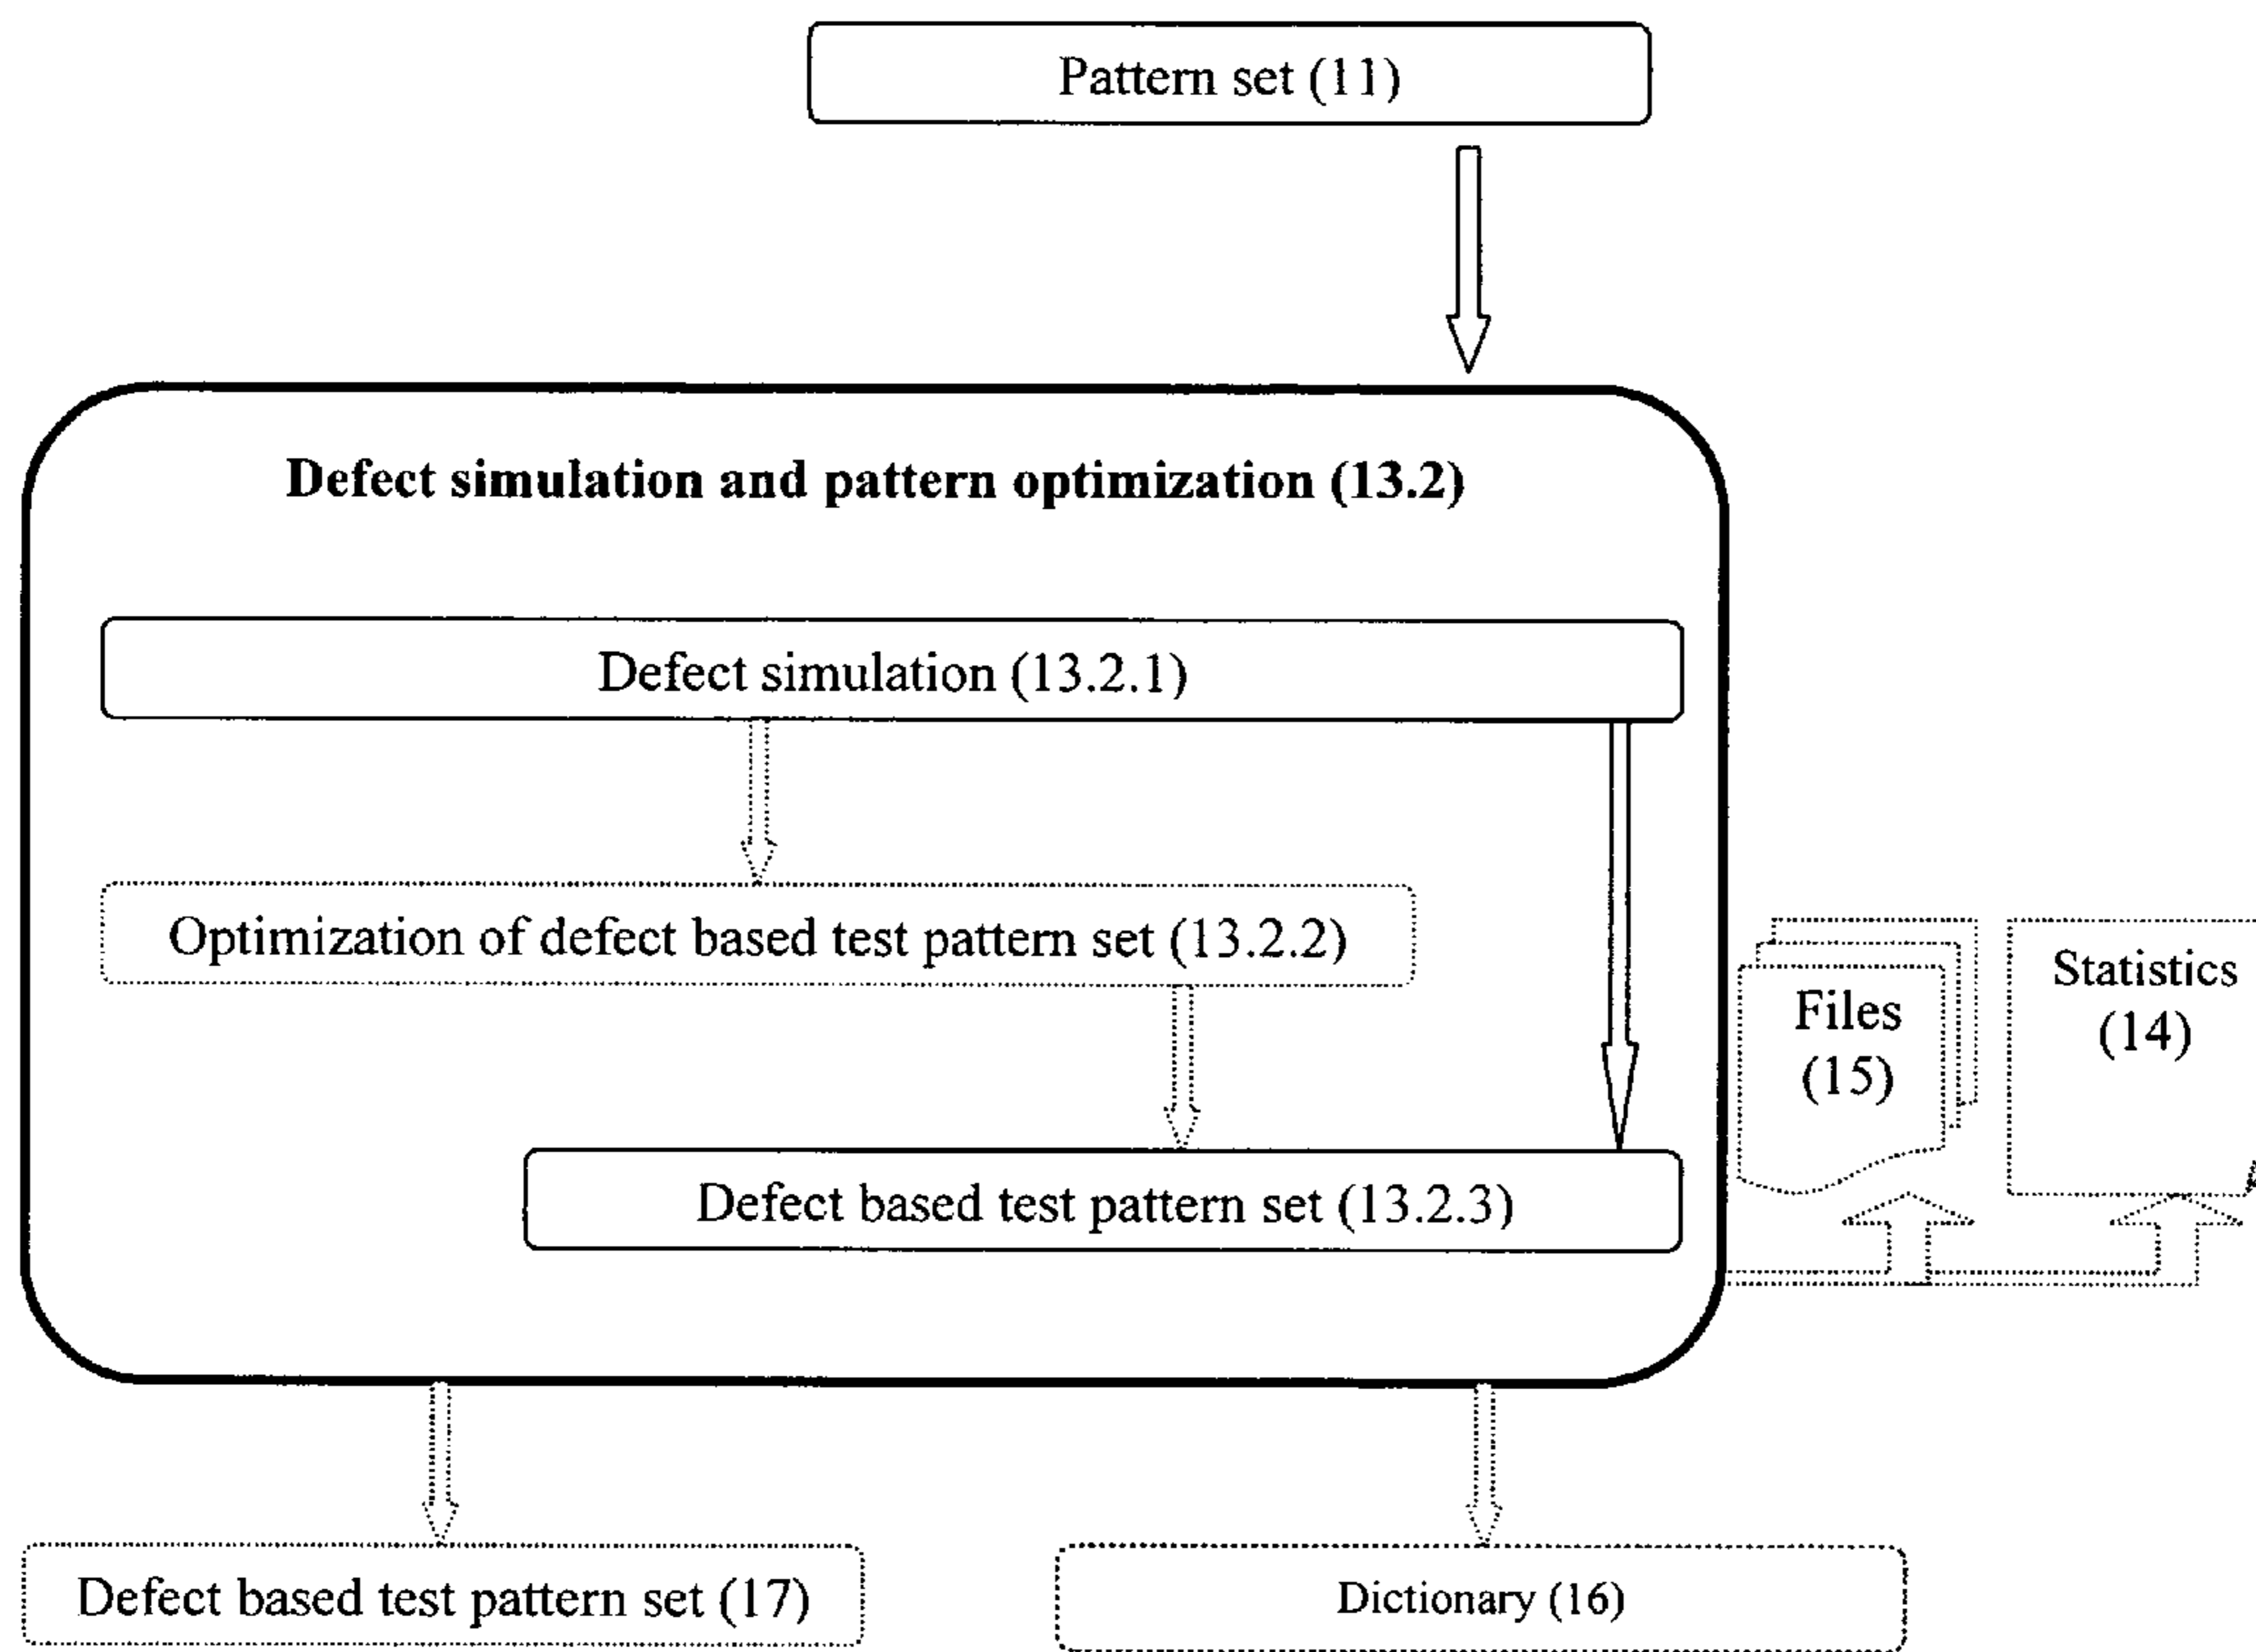 Pattern set (11)
Defect simulation and pattern optimization (13.2)
Defect simulation (13.2.1)
Optimization of defect based test pattern set (13.2.2)
Files
(15)
Statistics
(14)
Defect based test pattern set (13.2.3)
Defect based test pattern set (17)
Dictionary (16)